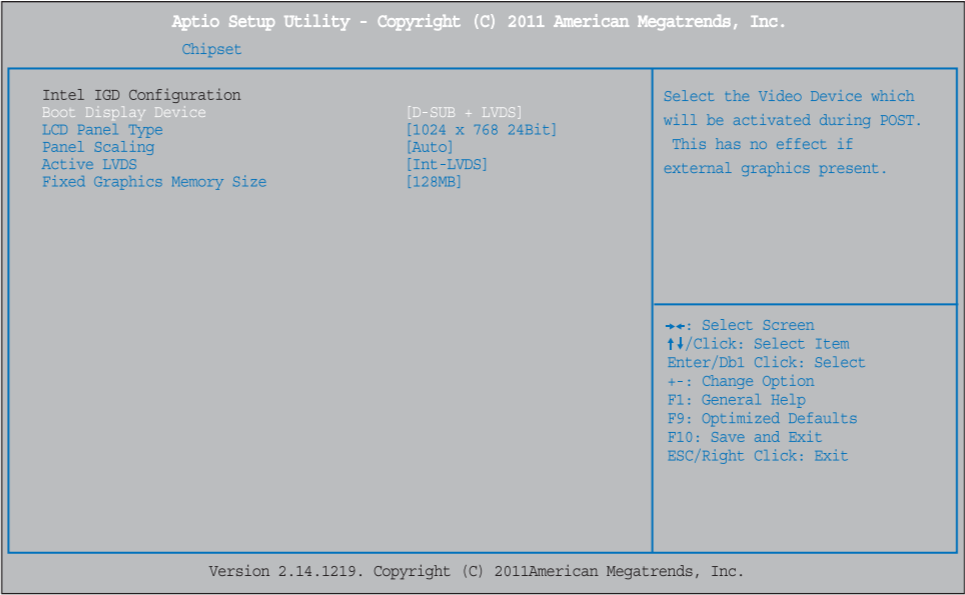 Aptio Setup Utility - Copyright (C) 2011 American Megatrends, Inc.
Chipset
Intel IGD Configuration
Boot Display Device [D-SUB + LVDS]
LCD Panel Type [1024 x 768 24Bit]
Panel Scaling [Auto]
Active LVDS [Int-LVDS]
Fixed Graphics Memory Size [128MB]
Select the Video Device which
will be activated during POST.
This has no effect if
external graphics present.
→←: Select Screen
↑↓/Click: Select Item
Enter/Db1 Click: Select
+-: Change Option
F1: General Help
F9: Optimized Defaults
F10: Save and Exit
ESC/Right Click: Exit
Version 2.14.1219. Copyright (C) 2011American Megatrends, Inc.